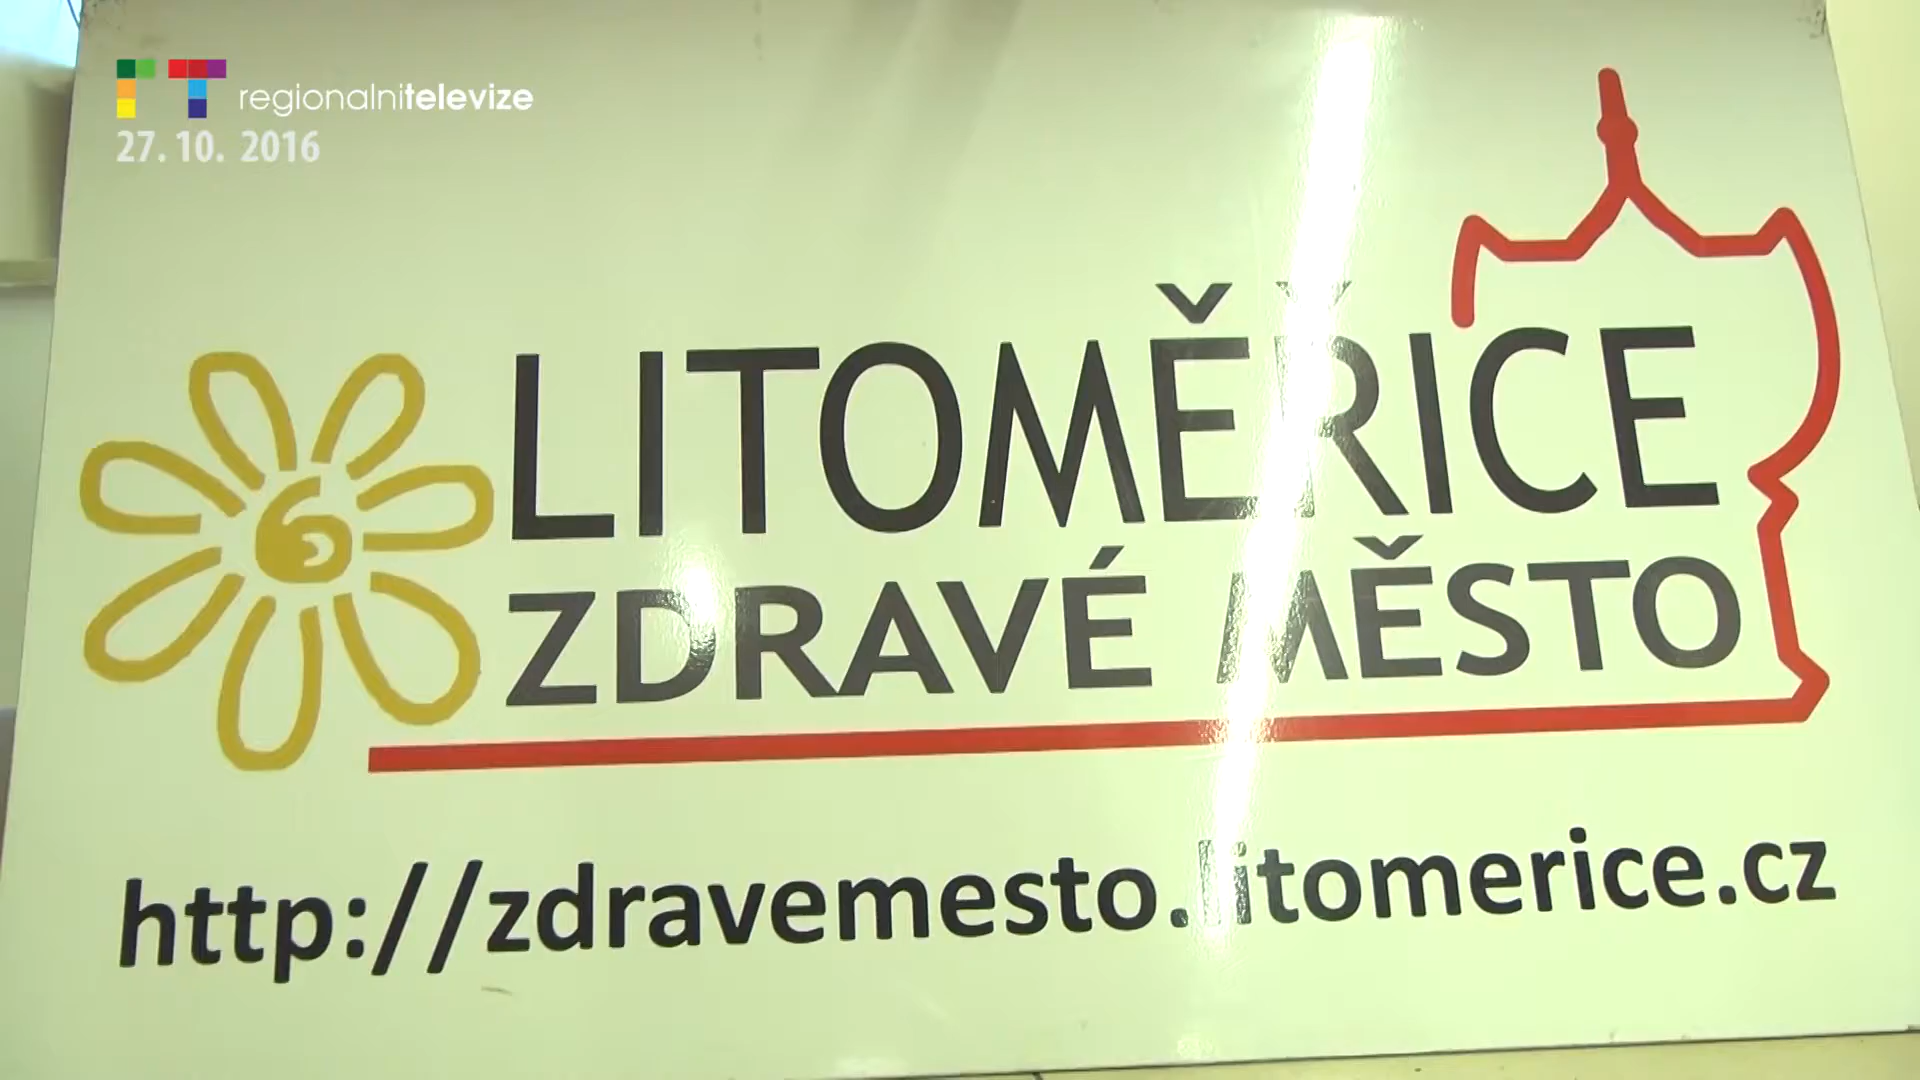 regionalnitelevize
27. 10. 2016
LITOMĚŘICE
ZDRAVÉ MĚSTO
http://zdravemesto.litomerice.cz